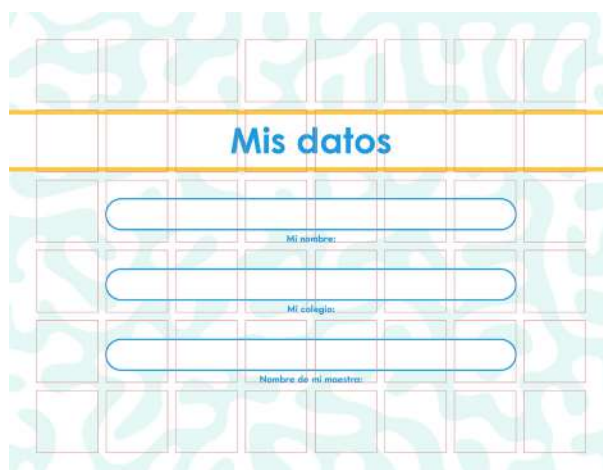 Mis datos
Mi nombre:
Mi colegio:
Nombre de mi maestra: